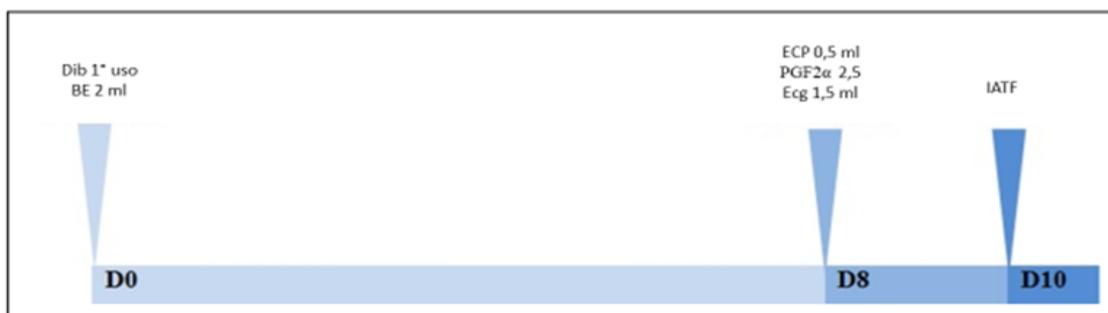 Dib 1° uso
BE 2 ml
ECP 0,5 ml
PGF2α 2,5
Ecg 1,5 ml
IATF
D0
D8
D10